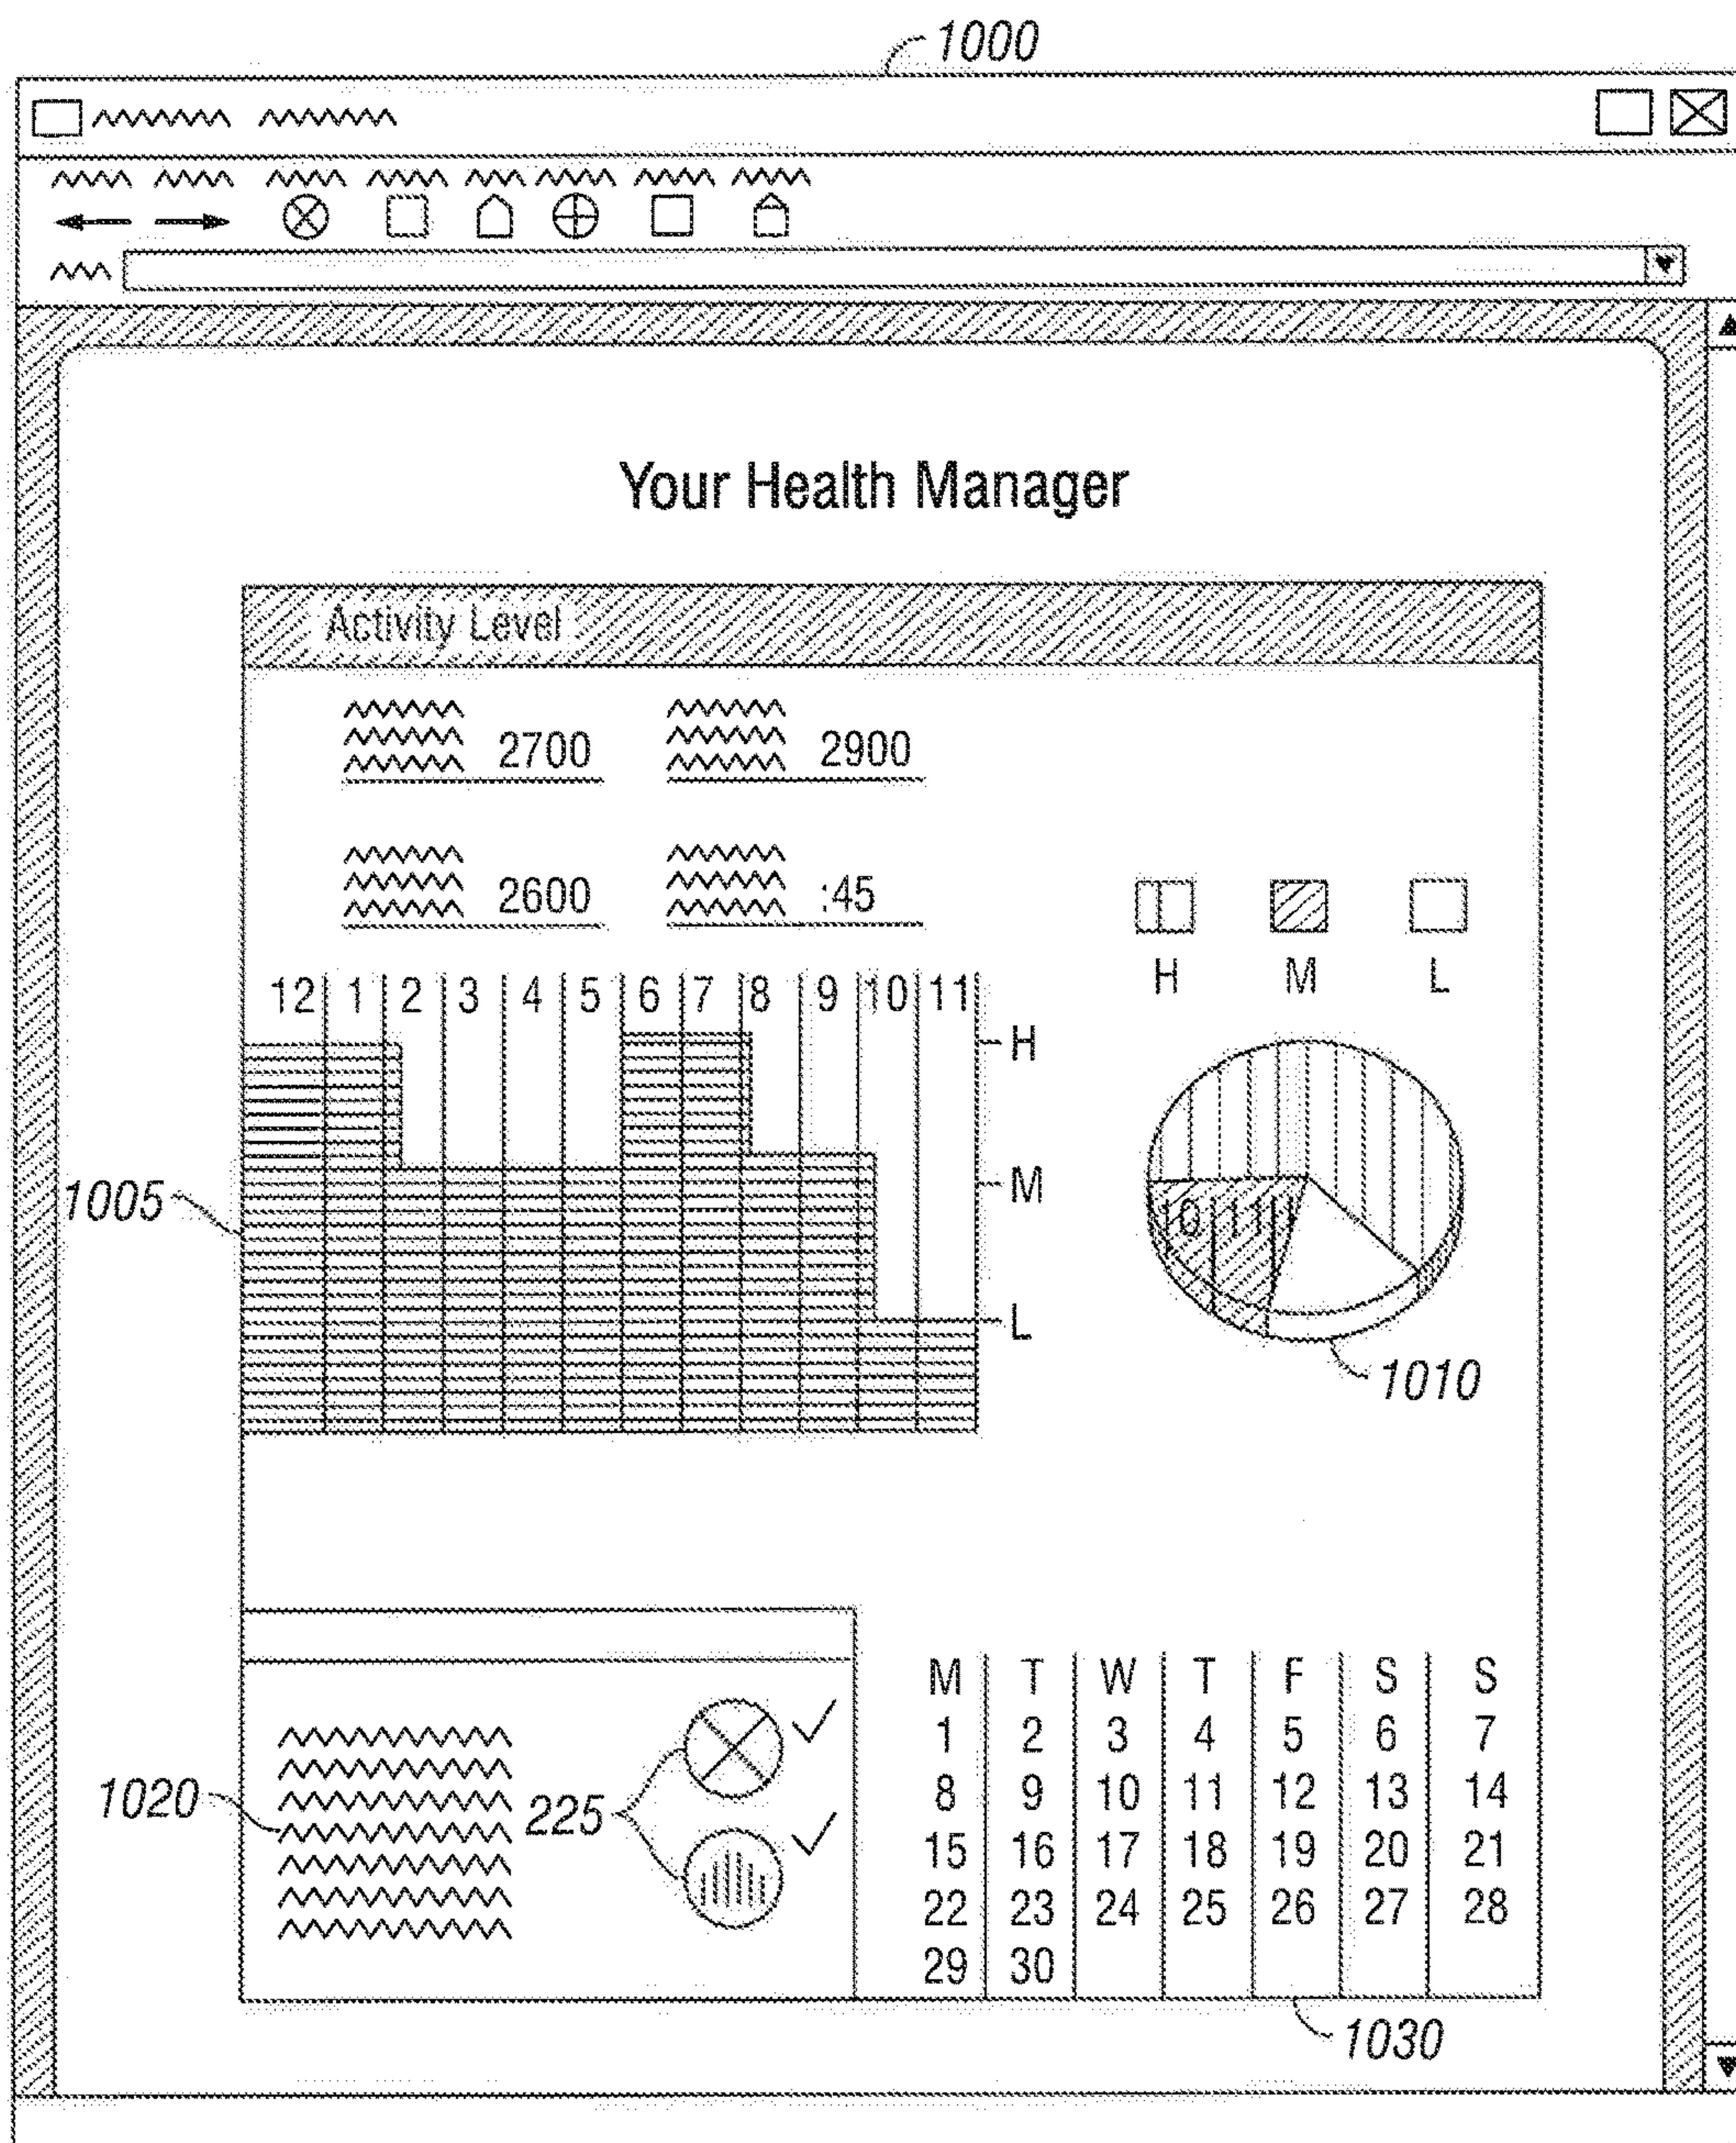 1000
Your Health Manager
Activity Level
2700 2900
2600 :45
H M L
12 1 2 3 4 5 6 7 8 9 10 11
H
M
L
1005
10 11
1010
M T W T F S S
1 2 3 4 5 6 7
8 9 10 11 12 13 14
15 16 17 18 19 20 21
22 23 24 25 26 27 28
29 30
1020
225
1030